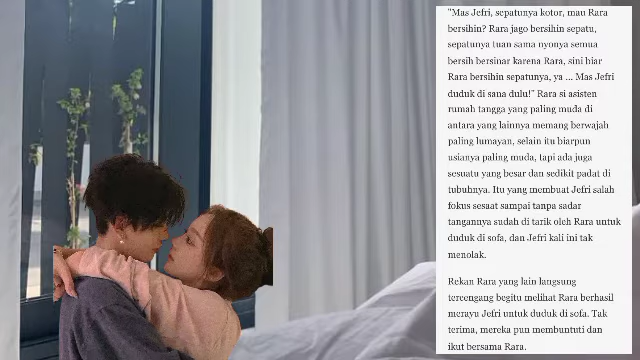 "Mas Jefri, sepatunya kotor, mau Rara
bersihin? Rara jago bersihin sepatu,
sepatunya tuan sama nyonya semua
bersih bersinar karena Rara, sini biar
Rara bersihin sepatunya, ya ... Mas Jefri
duduk di sana dulu!" Rara si asisten
rumah tangga yang paling muda di
antara yang lainnya memang berwajah
paling lumayan, selain itu biarpun
usianya paling muda, tapi ada juga
sesuatu yang besar dan sedikit padat di
tubuhnya. Itu yang membuat Jefri salah
fokus sesaat sampai tanpa sadar
tangannya sudah di tarik oleh Rara untuk
duduk di sofa, dan Jefri kali ini tak
menolak.
Rekan Rara yang lain langsung
tercengang begitu melihat Rara berhasil
merayu Jefri untuk duduk di sofa. Tak
terima, mereka pun membuntuti dan
ikut bersama Rara.